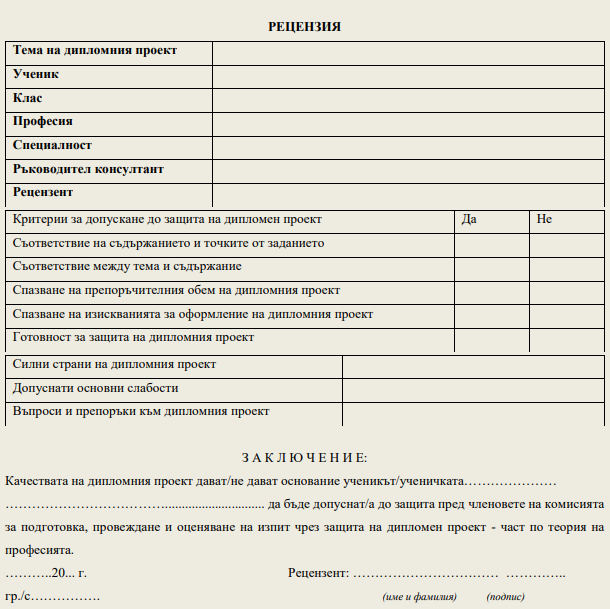 РЕЦЕНЗИЯ
Тема на дипломния проект
Ученик
Клас
Професия
Специалност
Ръководител консултант
Рецензент
Критерии за допускане до защита на дипломен проект Да Не
Съответствие на съдържанието и точките от заданието
Съответствие между тема и съдържание
Спазване на препоръчителния обем на дипломния проект
Спазване на изискванията за оформление на дипломния проект
Готовност за защита на дипломния проект
Силни страни на дипломния проект
Допуснати основни слабости
Въпроси и препоръки към дипломния проект
З А К Л Ю Ч Е Н И Е:
Качествата на дипломния проект дават/не дават основание ученикът/ученичката…………………
………………………………............................... да бъде допуснат/а до защита пред членовете на комисията
за подготовка, провеждане и оценяване на изпит чрез защита на дипломен проект - част по теория на
професията.
………..20... г. Рецензент: …………………………… …………..
гр./с……………. (име и фамилия) (подпис)